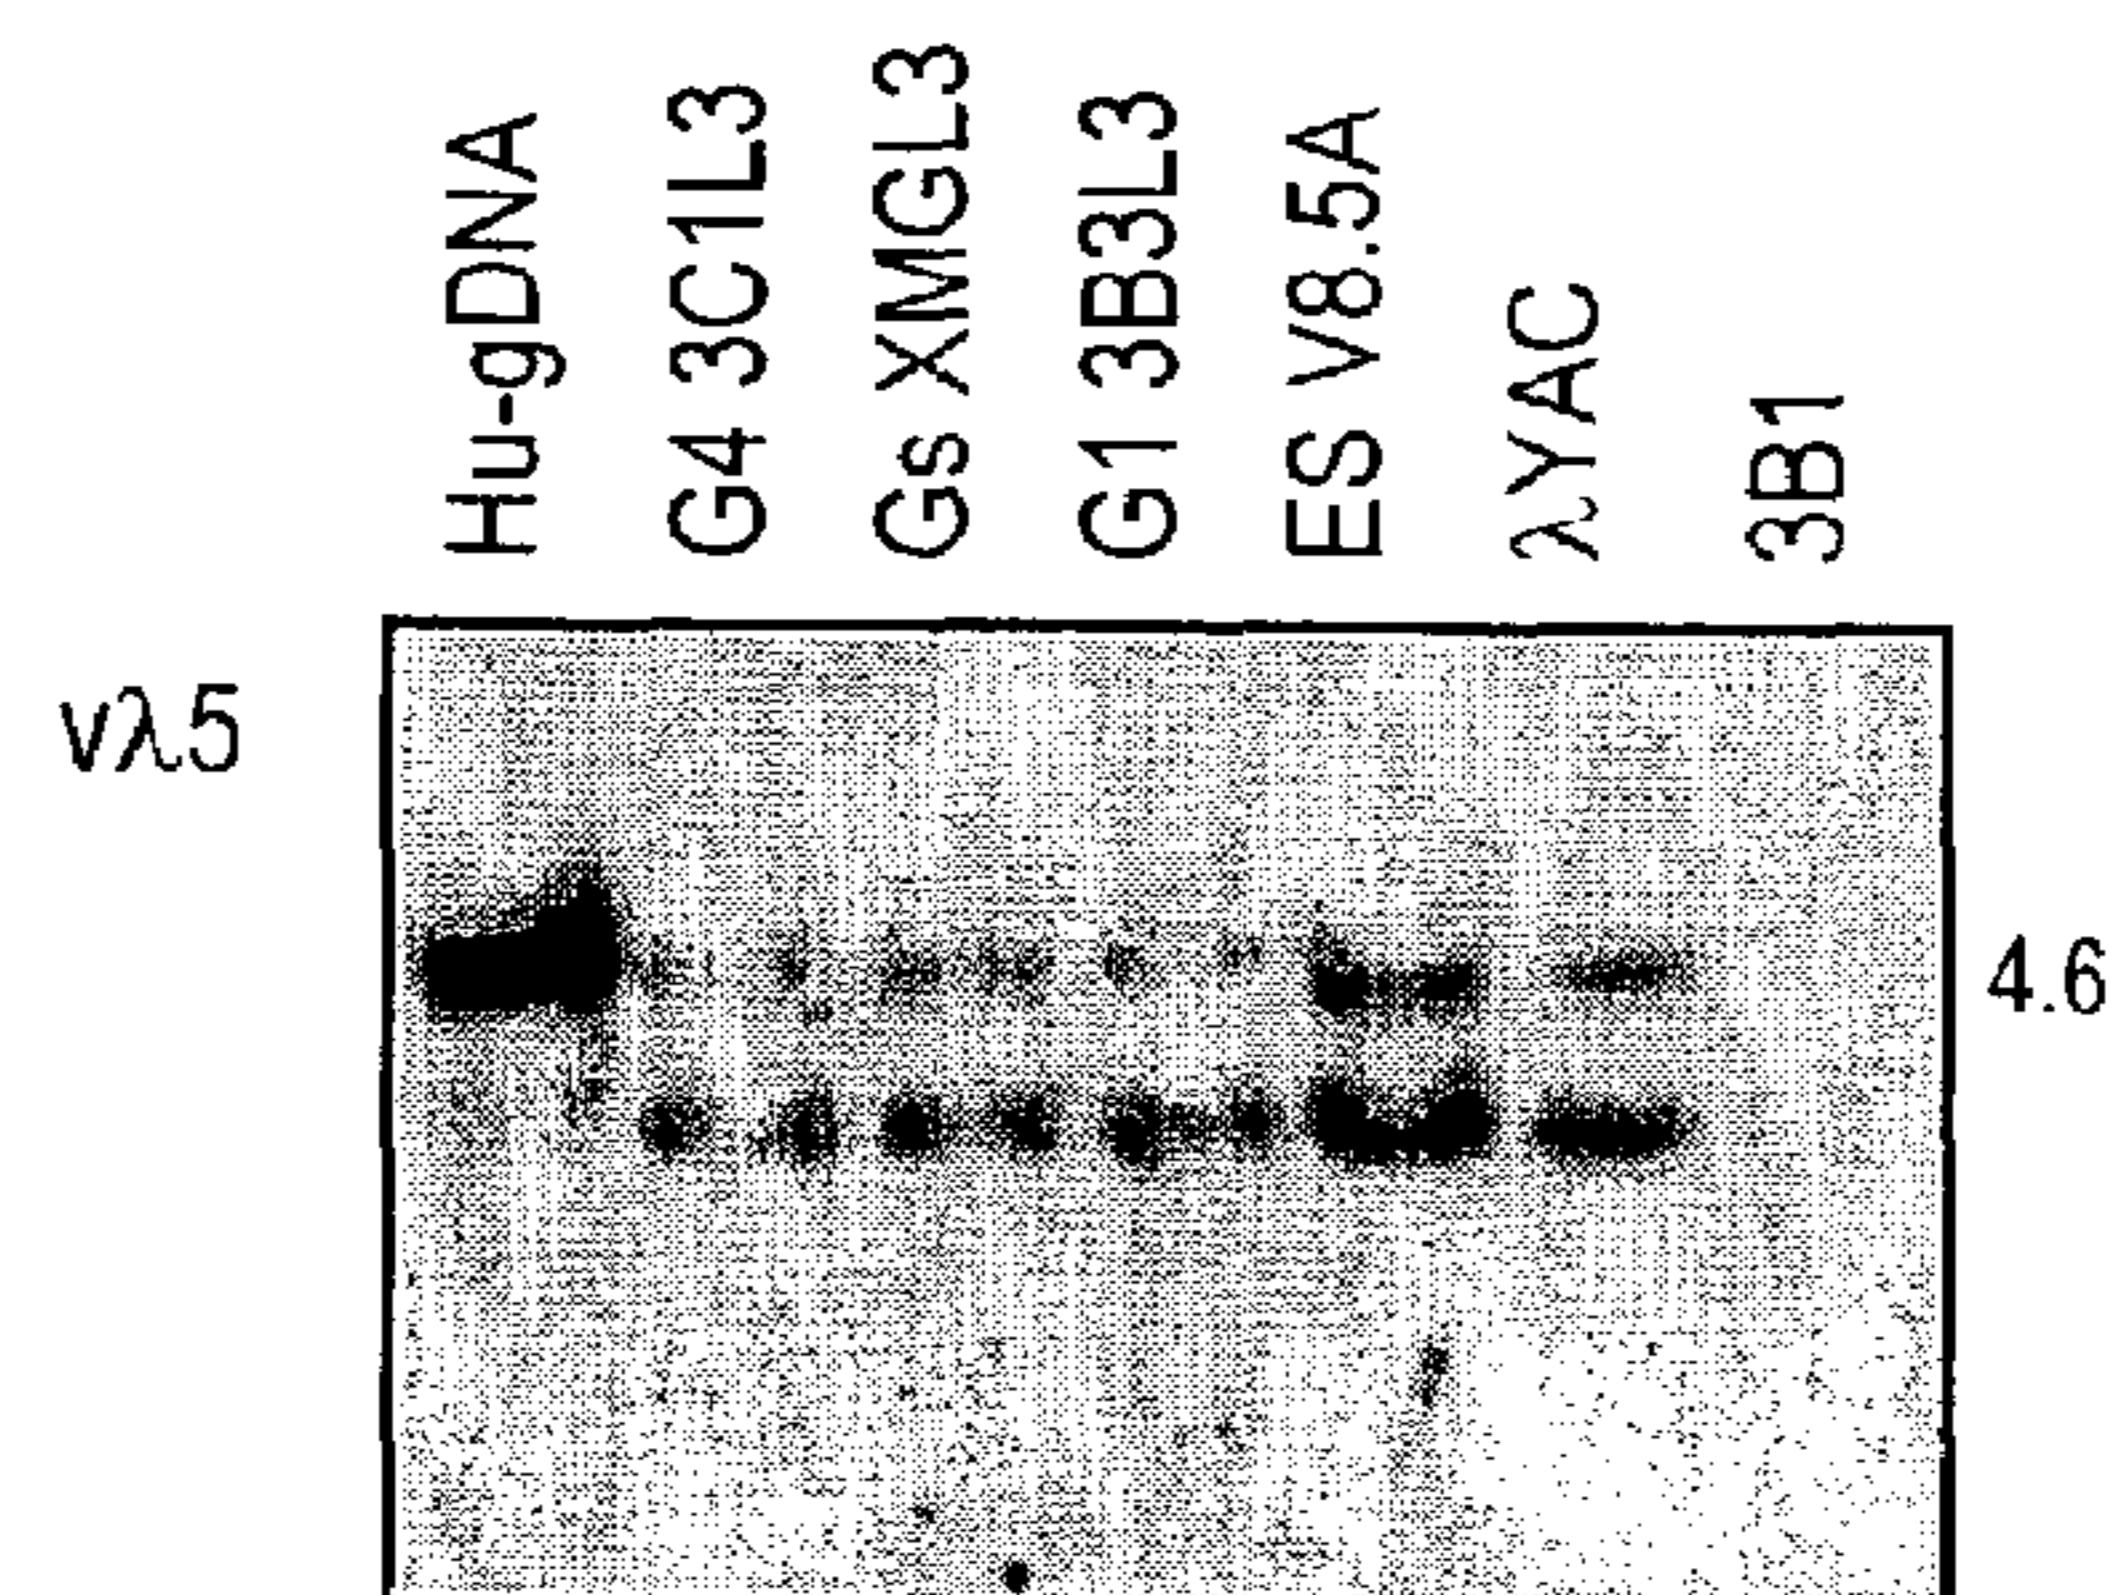 Hu-gDNA
G4 3C1L3
Gs XMGL3
G1 3B3L3
ES V8.5A
λYAC
3B1
vλ5
4.6